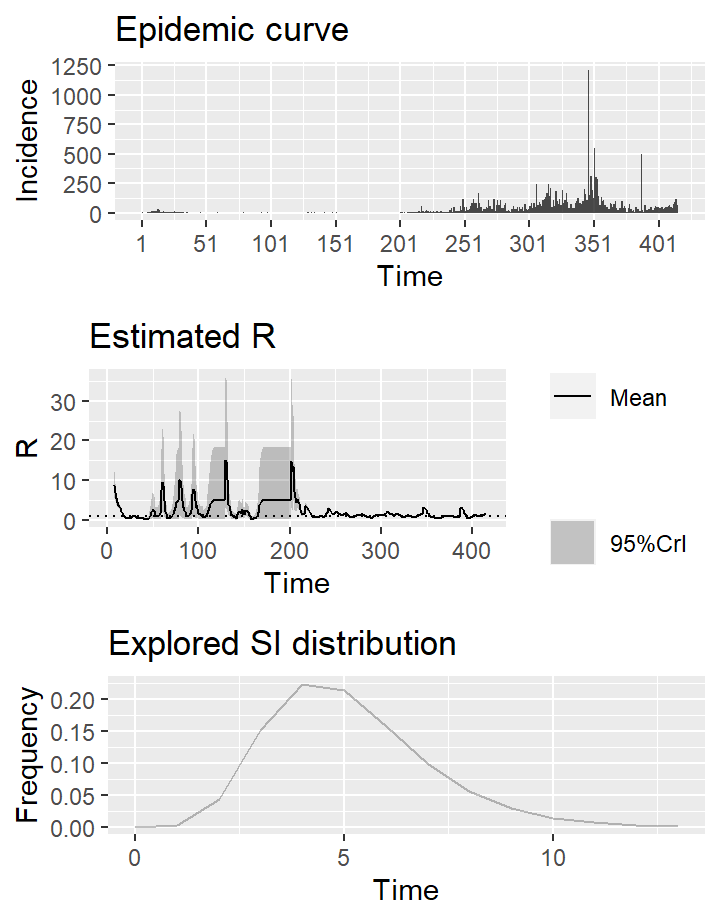 Epidemic curve
Incidence
1250
1000
750
500
250
0
1 51 101 151 201 251 301 351 401
Time
Estimated R
R
30
20
10
0
0 100 200 300 400
Time
Mean
95%CrI
Explored SI distribution
Frequency
0.20
0.15
0.10
0.05
0.00
0 5 10
Time